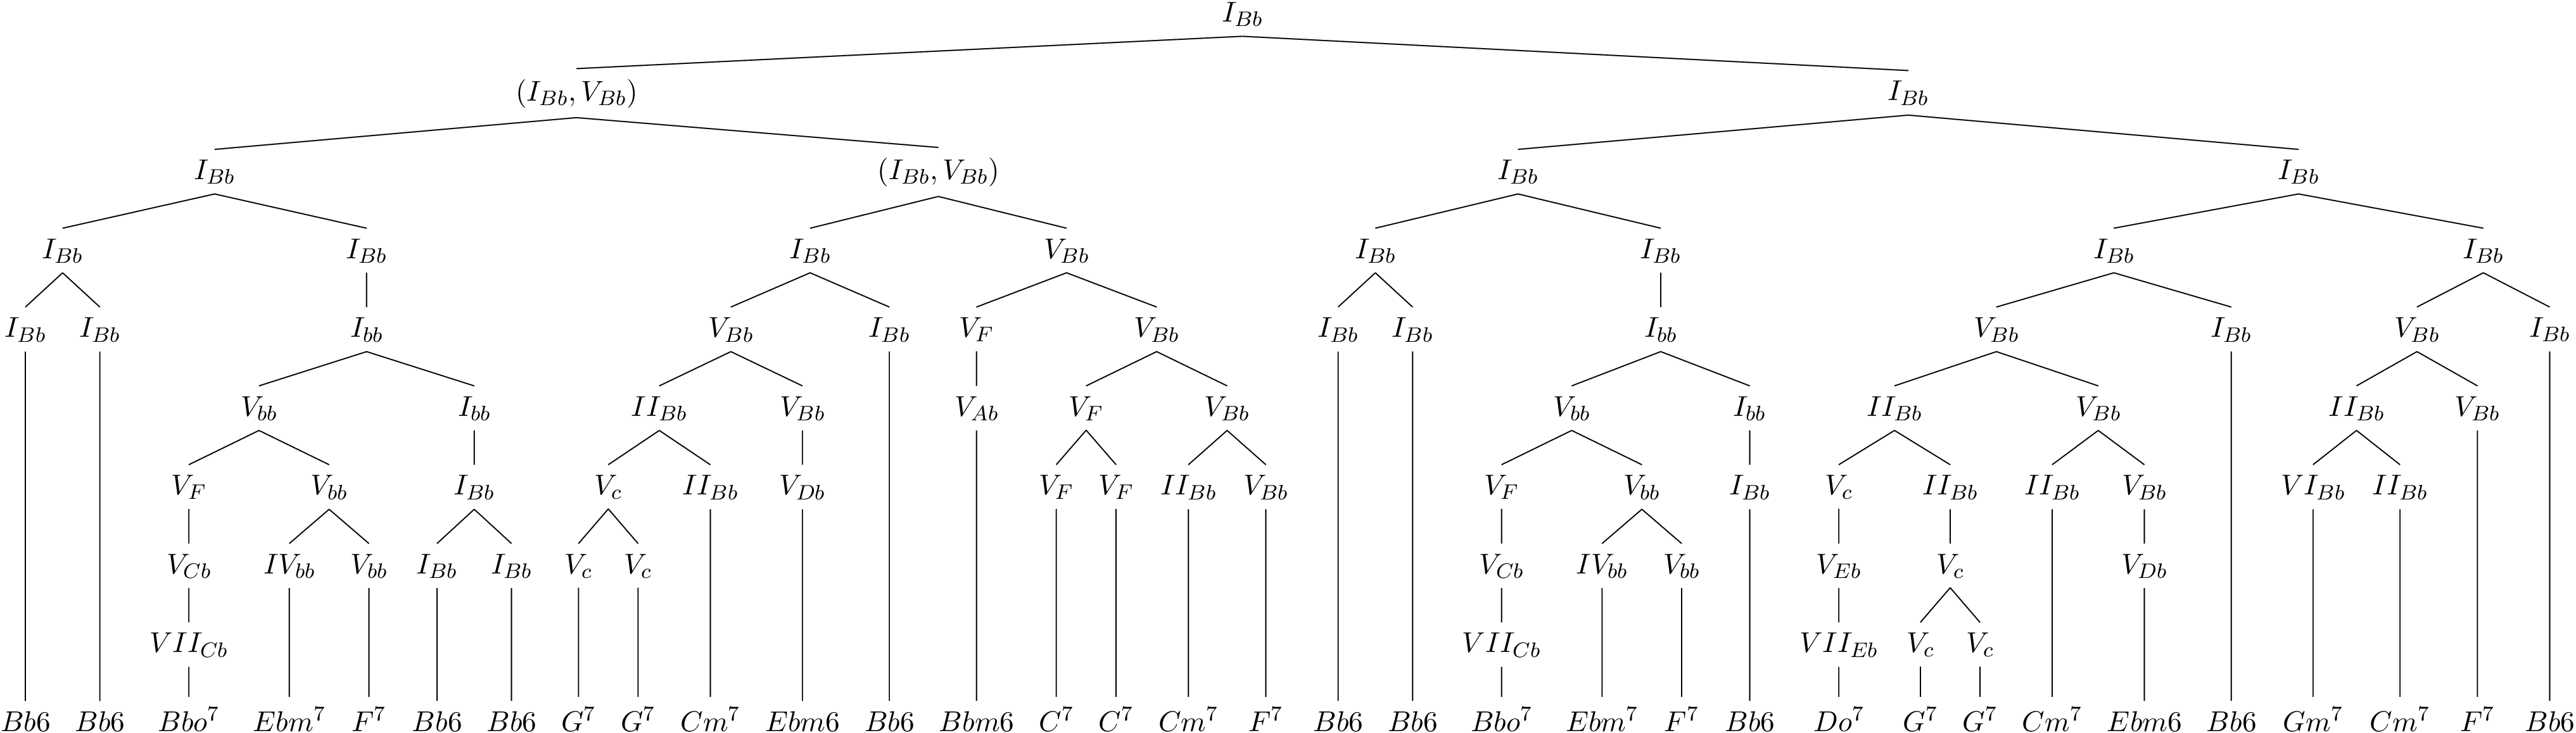 I_{Bb}
(I_{Bb}, V_{Bb}) I_{Bb}
I_{Bb} (I_{Bb}, V_{Bb}) I_{Bb} I_{Bb}
I_{Bb} I_{Bb} I_{Bb} V_{Bb} I_{Bb} I_{Bb} I_{Bb} I_{Bb}
I_{Bb} I_{Bb} I_{bb} V_{Bb} I_{Bb} V_F V_{Bb} I_{Bb} I_{Bb} I_{bb} V_{Bb} I_{Bb} V_{Bb} I_{Bb}
V_{bb} I_{bb} II_{Bb} V_{Bb} V_{Ab} V_F V_{Bb} V_{bb} I_{bb} II_{Bb} V_{Bb} II_{Bb} V_{Bb}
V_F V_{bb} I_{Bb} V_c II_{Bb} V_{Db} V_F V_F II_{Bb} V_{Bb} V_F V_{bb} I_{Bb} V_c II_{Bb} II_{Bb} V_{Bb} VI_{Bb} II_{Bb}
V_{Cb} IV_{bb} V_{bb} I_{Bb} I_{Bb} V_c V_c V_{Cb} IV_{bb} V_{bb} V_{Eb} V_c V_{Db}
VII_{Cb} VII_{Cb} VII_{Eb} V_c V_c
Bb6 Bb6 Bbo^7 Ebm^7 F^7 Bb6 Bb6 G^7 G^7 Cm^7 Ebm6 Bb6 Bbm6 C^7 C^7 Cm^7 F^7 Bb6 Bb6 Bbo^7 Ebm^7 F^7 Bb6 Do^7 G^7 G^7 Cm^7 Ebm6 Bb6 Gm^7 Cm^7 F^7 Bb6